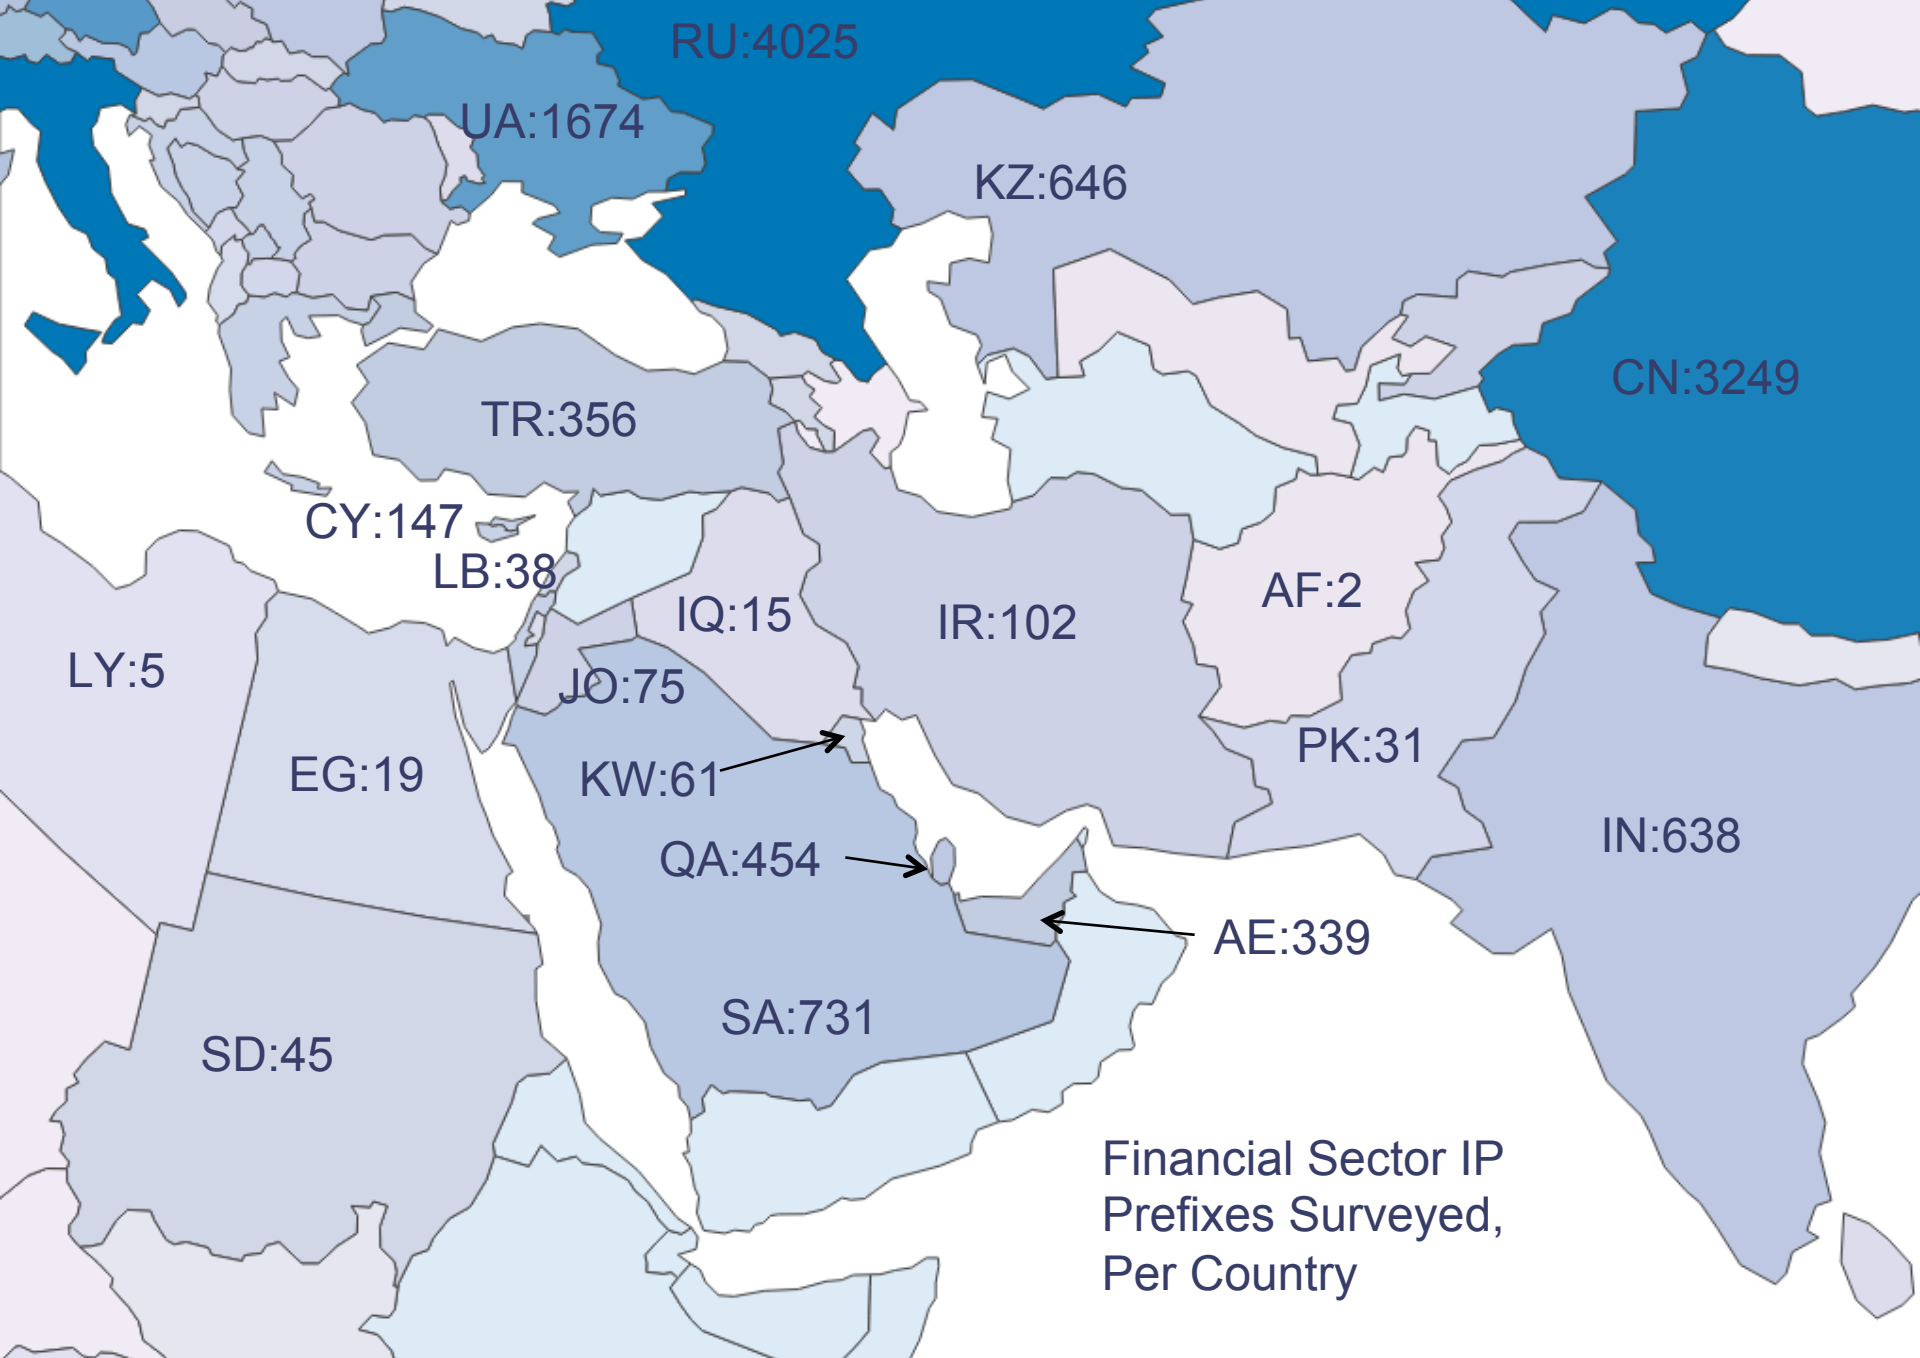 RU:4025
UA:1674
KZ:646
CN:3249
TR:356
CY:147
LB:38
IQ:15
IR:102
AF:2
LY:5
JO:75
EG:19
KW:61
PK:31
QA:454
IN:638
AE:339
SA:731
SD:45
Financial Sector IP
Prefixes Surveyed,
Per Country